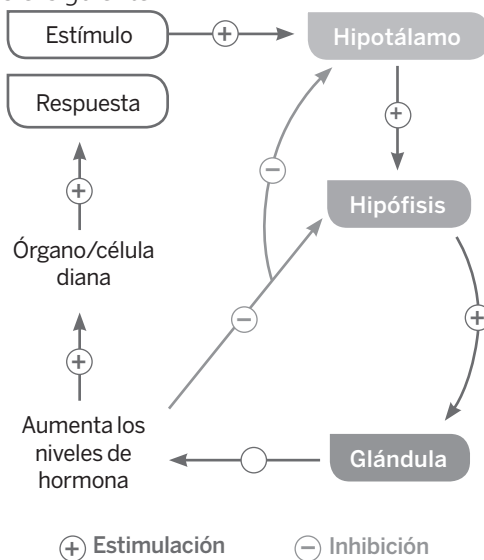 Estímulo
+
Hipotálamo
Respuesta
+
+
−
Hipófisis
Órgano/célula
diana
−
+
+
Aumenta los
niveles de
hormona
Glándula
+ Estimulación
− Inhibición